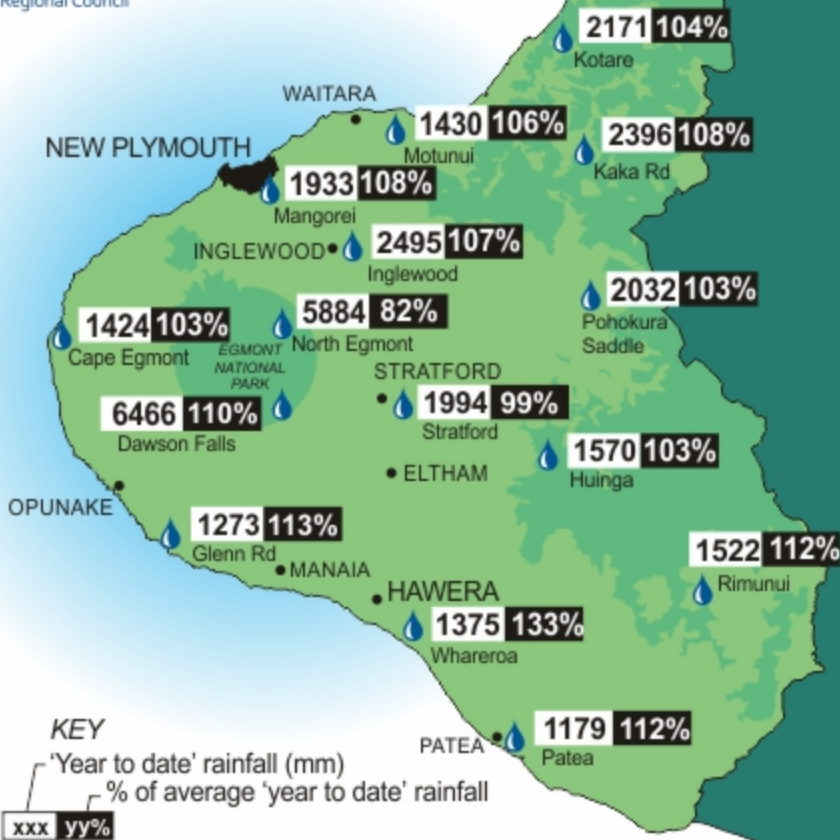 Regional Council
2171 104%
Kotare
WAITARA
1430 106%
Motunui
2396 108%
Kaka Rd
NEW PLYMOUTH
1933 108%
Mangorei
INGLEWOOD
2495 107%
Inglewood
2032 103%
Pohokura
Saddle
1424 103%
Cape Egmont
5884 82%
North Egmont
EGMONT
NATIONAL
PARK
STRATFORD
6466 110%
Dawson Falls
1994 99%
Stratford
1570 103%
Huinga
ELTHAM
OPUNAKE
1273 113%
Glenn Rd
MANAIA
1522 112%
Rimunui
HAWERA
1375 133%
Whareroa
PATEA
1179 112%
Patea
KEY
‘Year to date’ rainfall (mm)
% of average ‘year to date’ rainfall
xxx yy%